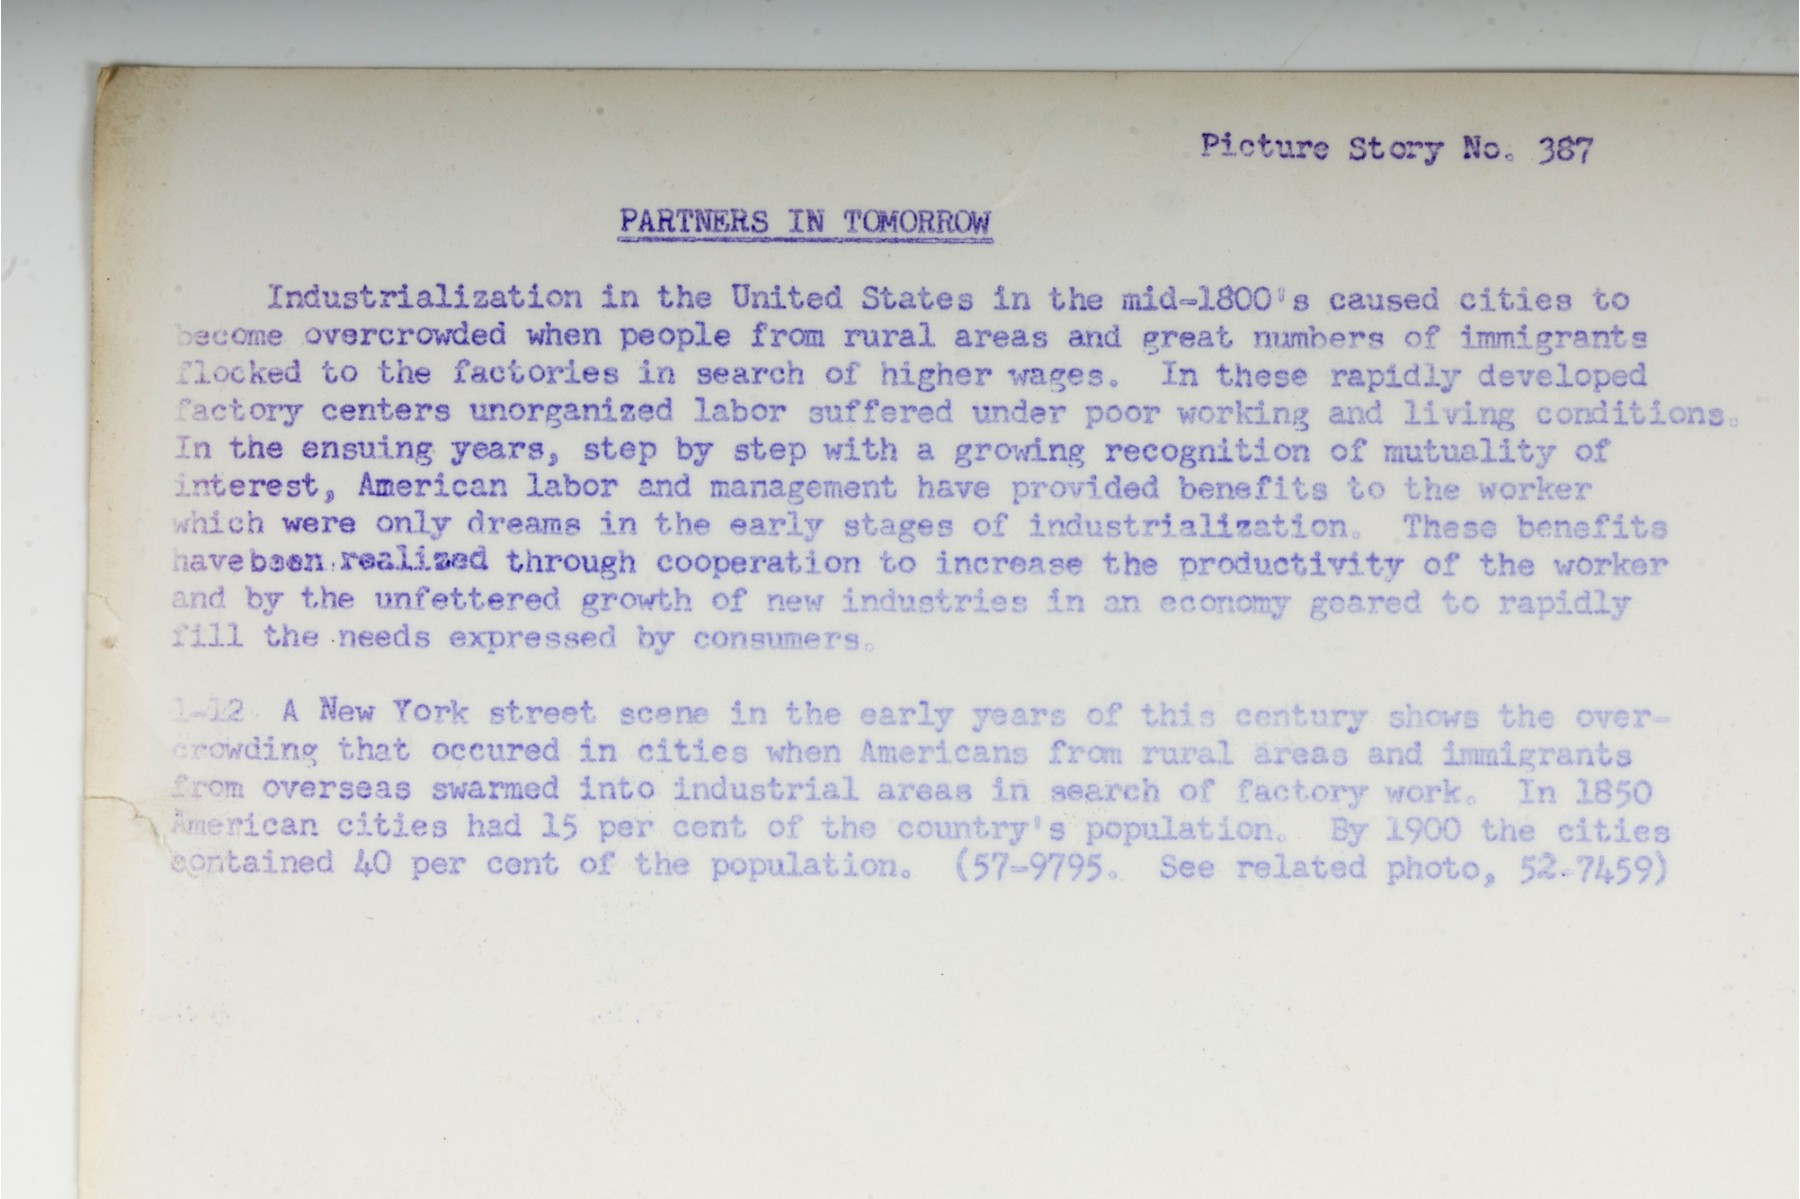 Picture Story No. 387
PARTNERS IN TOMORROW
Industrialization in the United States in the mid-1800's caused cities to
become overcrowded when people from rural areas and great numbers of immigrants
flocked to the factories in search of higher wages. In these rapidly developed
factory centers unorganized labor suffered under poor working and living conditions.
In the ensuing years, step by step with a growing recognition of mutuality of
interest, American labor and management have provided benefits to the worker
which were only dreams in the early stages of industrialization. These benefits
have been realized through cooperation to increase the productivity of the worker
and by the unfettered growth of new industries in an economy geared to rapidly
fill the needs expressed by consumers.
1-12 A New York street scene in the early years of this century shows the over-
crowding that occured in cities when Americans from rural areas and immigrants
from overseas swarmed into industrial areas in search of factory work. In 1850
American cities had 15 per cent of the country's population. By 1900 the cities
contained 40 per cent of the population. (57-9795. See related photo, 52-7459)